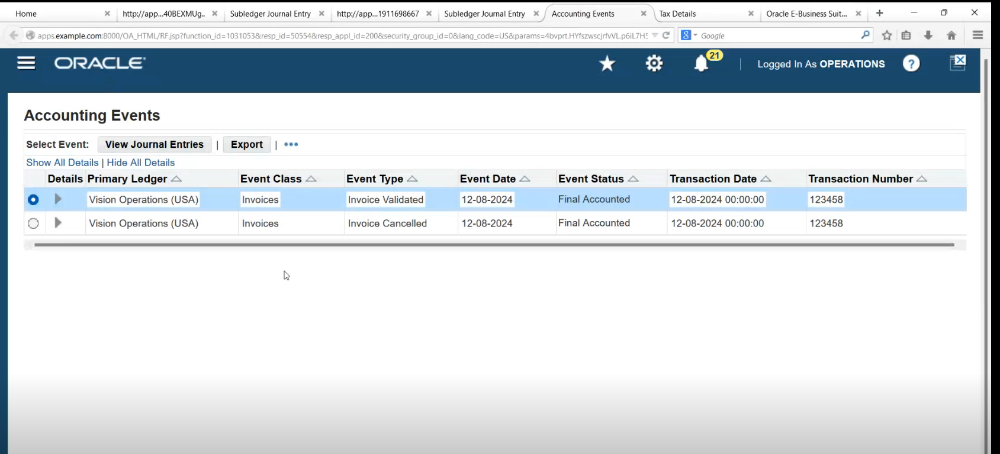 Home × http://app...40BEXMUg.. × Subledger Journal Entry × http://app...1911698667 × Subledger Journal Entry × Accounting Events × Tax Details × Oracle E-Business Suit... × +
apps.example.com:8000/OA_HTML/RF.jsp?function_id=1031053&resp_id=50554&resp_appl_id=200&security_group_id=0&lang_code=US&params=4bvprt.HYfszwscjrfvVL.p6iL7H5 8 Google
ORACLE 21 | Logged In As OPERATIONS ?
Accounting Events
Select Event: View Journal Entries | Export | •••
Show All Details | Hide All Details
Details Primary Ledger Event Class Event Type Event Date Event Status Transaction Date Transaction Number
Vision Operations (USA) Invoices Invoice Validated 12-08-2024 Final Accounted 12-08-2024 00:00:00 123458
Vision Operations (USA) Invoices Invoice Cancelled 12-08-2024 Final Accounted 12-08-2024 00:00:00 123458